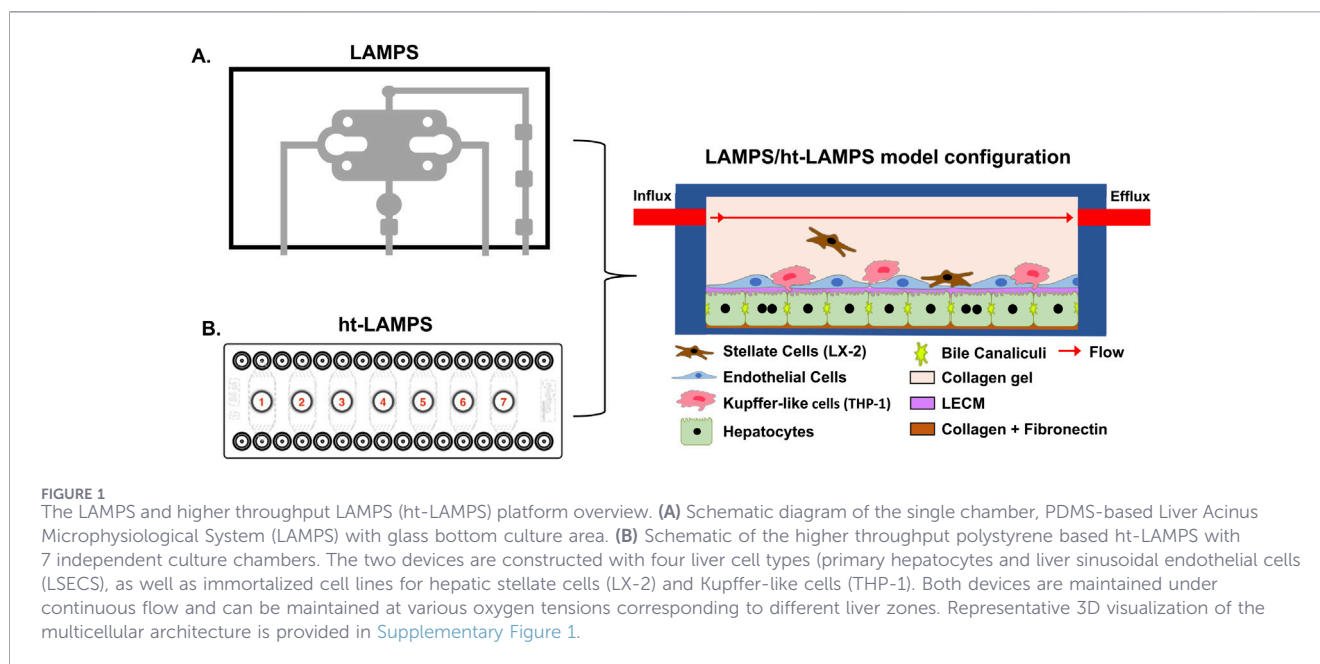 A.
LAMPS
B.
ht-LAMPS
1 2 3 4 5 6 7
LAMPS/ht-LAMPS model configuration
Influx
Efflux
Stellate Cells (LX-2)
Endothelial Cells
Kupffer-like cells (THP-1)
Hepatocytes
Bile Canaliculi
Flow
Collagen gel
LECM
Collagen + Fibronectin
FIGURE 1
The LAMPS and higher throughput LAMPS (ht-LAMPS) platform overview. (A) Schematic diagram of the single chamber, PDMS-based Liver Acinus
Microphysiological System (LAMPS) with glass bottom culture area. (B) Schematic of the higher throughput polystyrene based ht-LAMPS with
7 independent culture chambers. The two devices are constructed with four liver cell types (primary hepatocytes and liver sinusoidal endothelial cells
(LSECS), as well as immortalized cell lines for hepatic stellate cells (LX-2) and Kupffer-like cells (THP-1). Both devices are maintained under
continuous flow and can be maintained at various oxygen tensions corresponding to different liver zones. Representative 3D visualization of the
multicellular architecture is provided in Supplementary Figure 1.